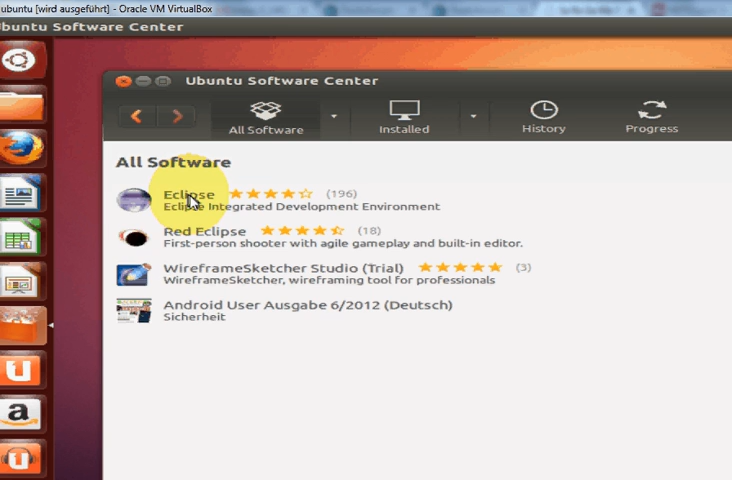 ubuntu [wird ausgeführt] - Oracle VM VirtualBox
buntu Software Center
Ubuntu Software Center
All Software
Installed
History
Progress
All Software
Eclipse (196)
Eclipse Integrated Development Environment
Red Eclipse (18)
First-person shooter with agile gameplay and built-in editor.
WireframeSketcher Studio (Trial) (3)
WireframeSketcher, wireframing tool for professionals
Android User Ausgabe 6/2012 (Deutsch)
Sicherheit